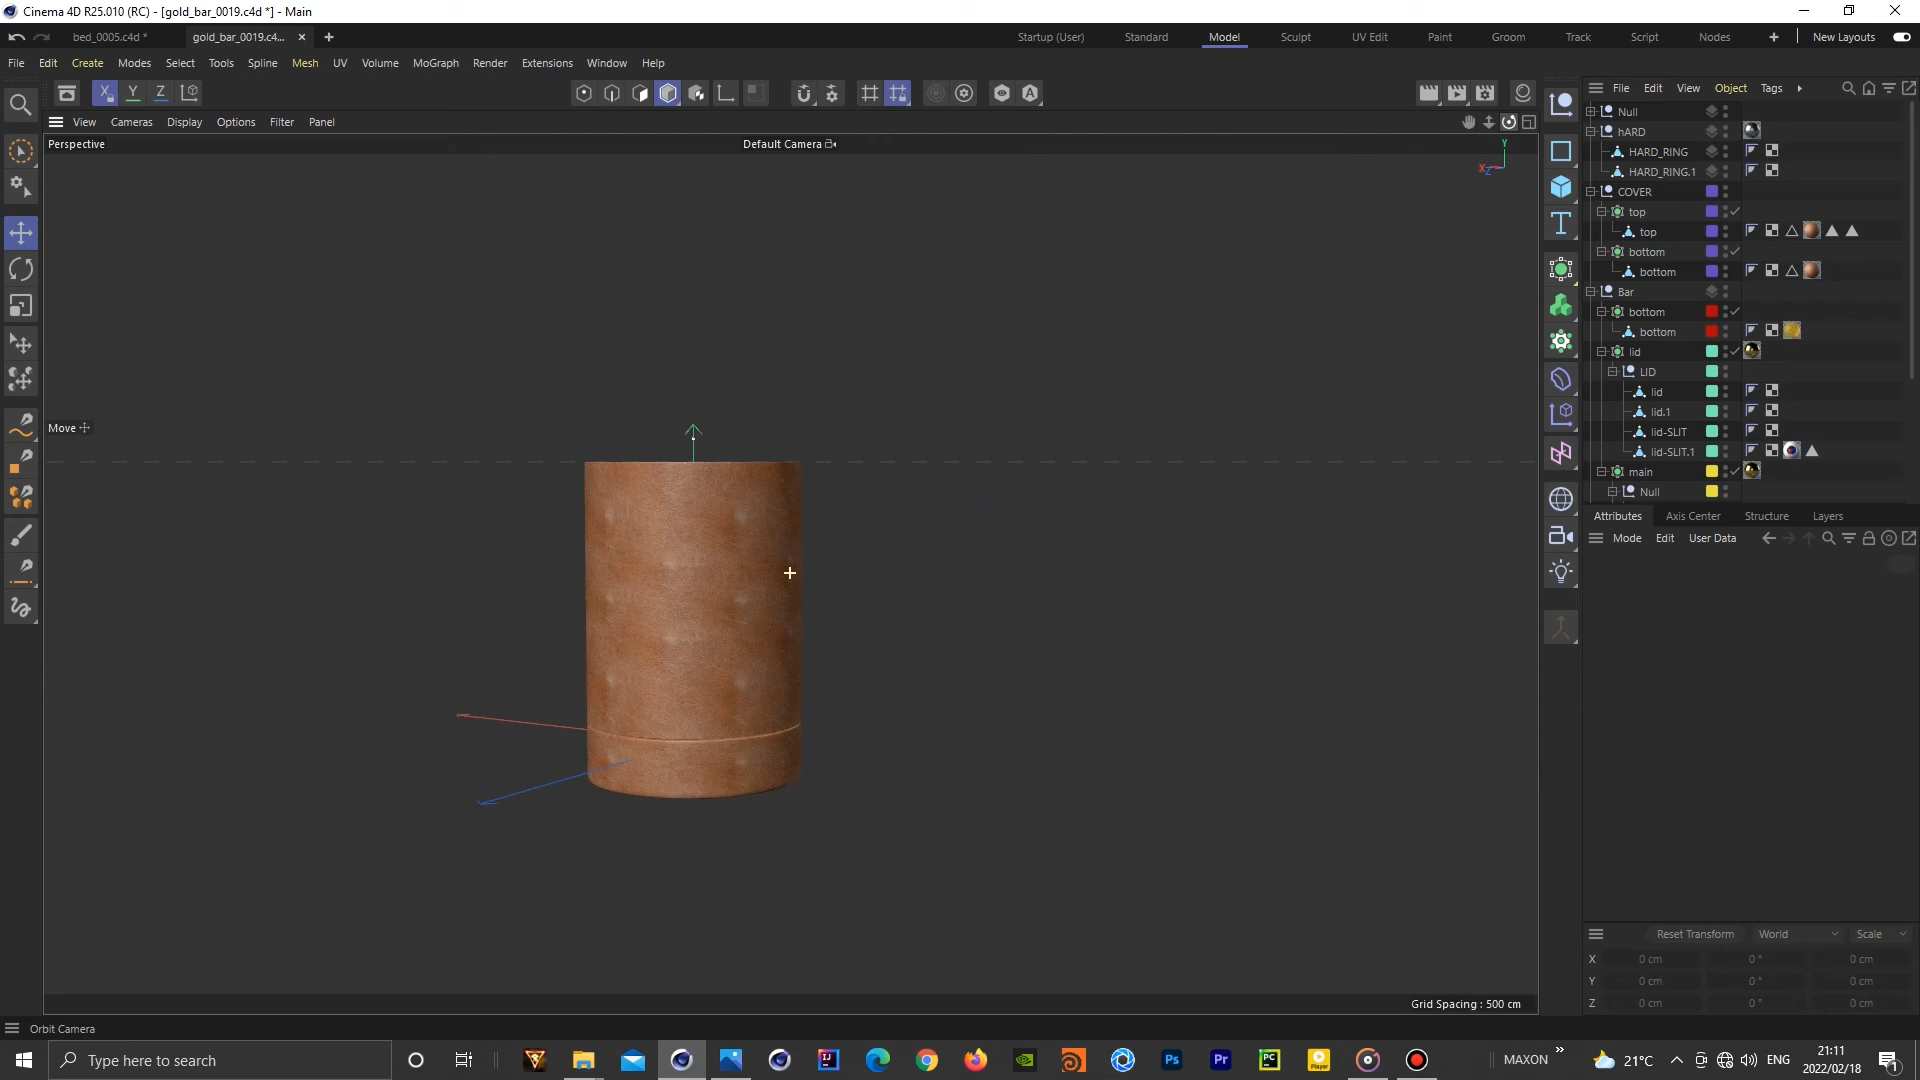 Cinema 4D R25.010 (RC) - [gold_bar_0019.c4d *] - Main
bed_0005.c4d *
gold_bar_0019.c4...
Startup (User)
Standard
Model
Sculpt
UV Edit
Paint
Groom
Track
Script
Nodes
New Layouts
File Edit Create Modes Select Tools Spline Mesh UV Volume MoGraph Render Extensions Window Help
X Y Z
File Edit View Object Tags
View Cameras Display Options Filter Panel
Perspective
Default Camera
Y
X
Z
Null
hARD
HARD_RING
HARD_RING.1
COVER
top
top
bottom
bottom
Bar
bottom
bottom
lid
LID
lid
lid.1
lid-SLIT
lid-SLIT.1
main
Null
Move
Attributes Axis Center Structure Layers
Mode Edit User Data
Reset Transform World Scale
X 0 cm 0 ° 0 cm
Y 0 cm 0 ° 0 cm
Z 0 cm 0 ° 0 cm
Grid Spacing : 500 cm
Orbit Camera
Type here to search
IJ
Ps
Pr
PC
Player
MAXON
21°C
ENG
21:11
2022/02/18
1